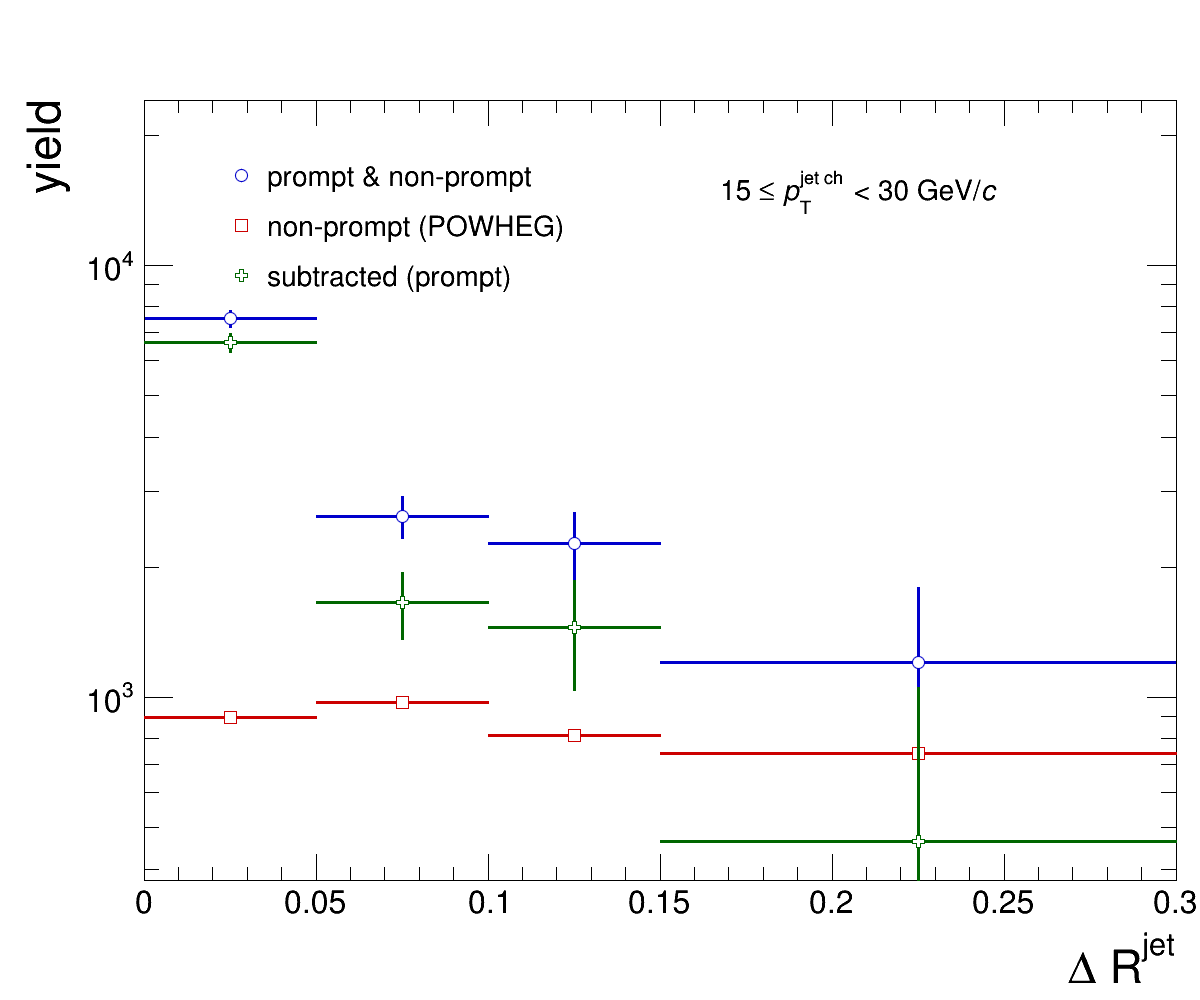 yield
prompt & non-prompt
non-prompt (POWHEG)
subtracted (prompt)
15 ≤ p_T^{jet ch} < 30 GeV/c
10^4
10^3
0 0.05 0.1 0.15 0.2 0.25 0.3
Δ R^{jet}